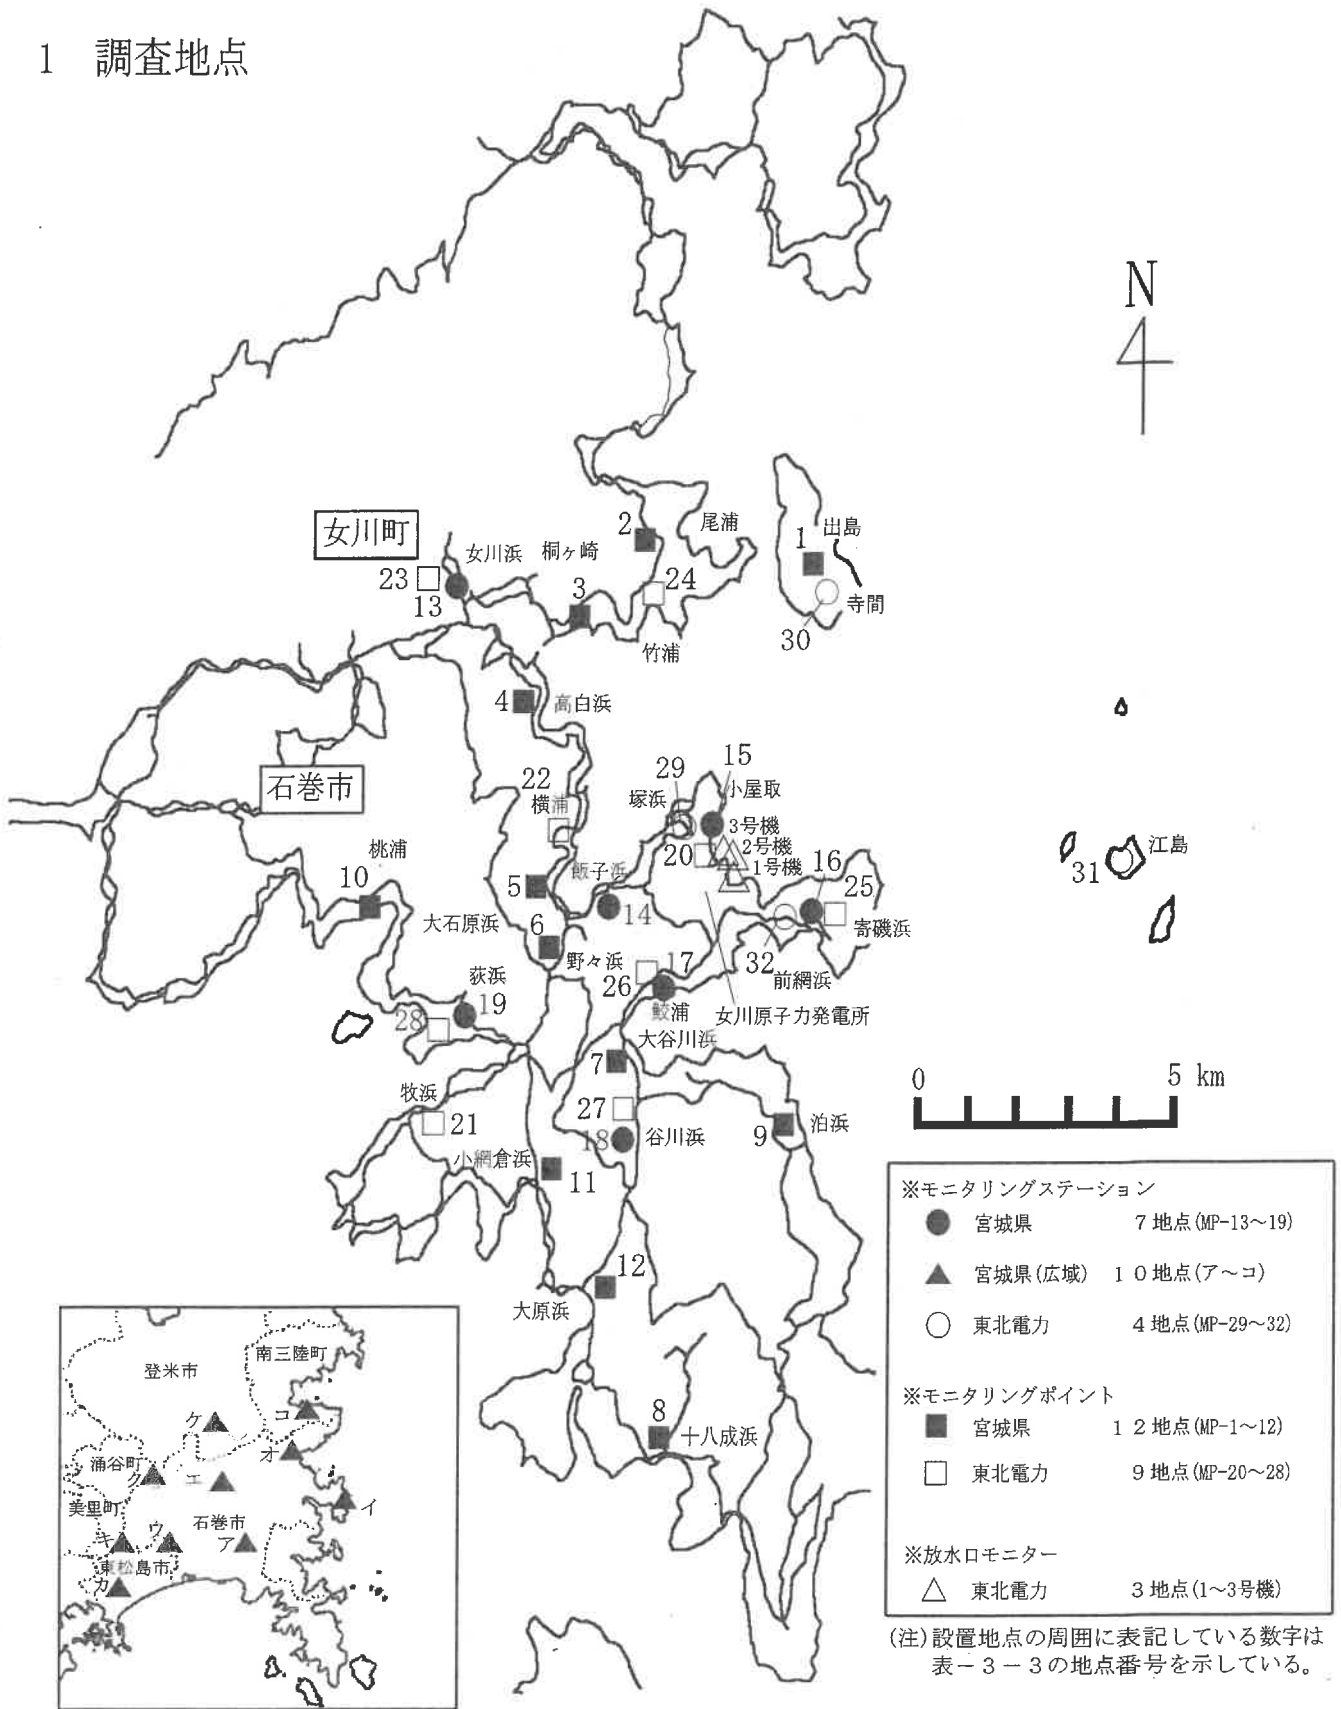 1 調査地点
N
女川町
女川浜
桐ヶ崎
2
尾浦
1
出島
23
13
3
24
寺間
30
竹浦
4
高白浜
15
29
小屋取
石巻市
22
横浦
塚浜
3号機
2号機
1号機
20
江島
31
桃浦
飯子浜
16
25
10
5
14
寄磯浜
大石原浜
6
野々浜
17
32
前網浜
荻浜
26
19
鮫浦
女川原子力発電所
28
大谷川浜
7
0 5 km
牧浜
27
21
9
泊浜
18
谷川浜
小網倉浜
11
12
大原浜
8
十八成浜
※モニタリングステーション
宮城県 7地点(MP-13~19)
宮城県(広域) 10地点(ア~コ)
東北電力 4地点(MP-29~32)
※モニタリングポイント
宮城県 12地点(MP-1~12)
東北電力 9地点(MP-20~28)
※放水口モニター
東北電力 3地点(1~3号機)
(注)設置地点の周囲に表記している数字は
表-3-3の地点番号を示している。
南三陸町
登米市
コ
ケ
オ
涌谷町
ク
エ
イ
美里町
石巻市
キ
ウ
ア
東松島市
カ